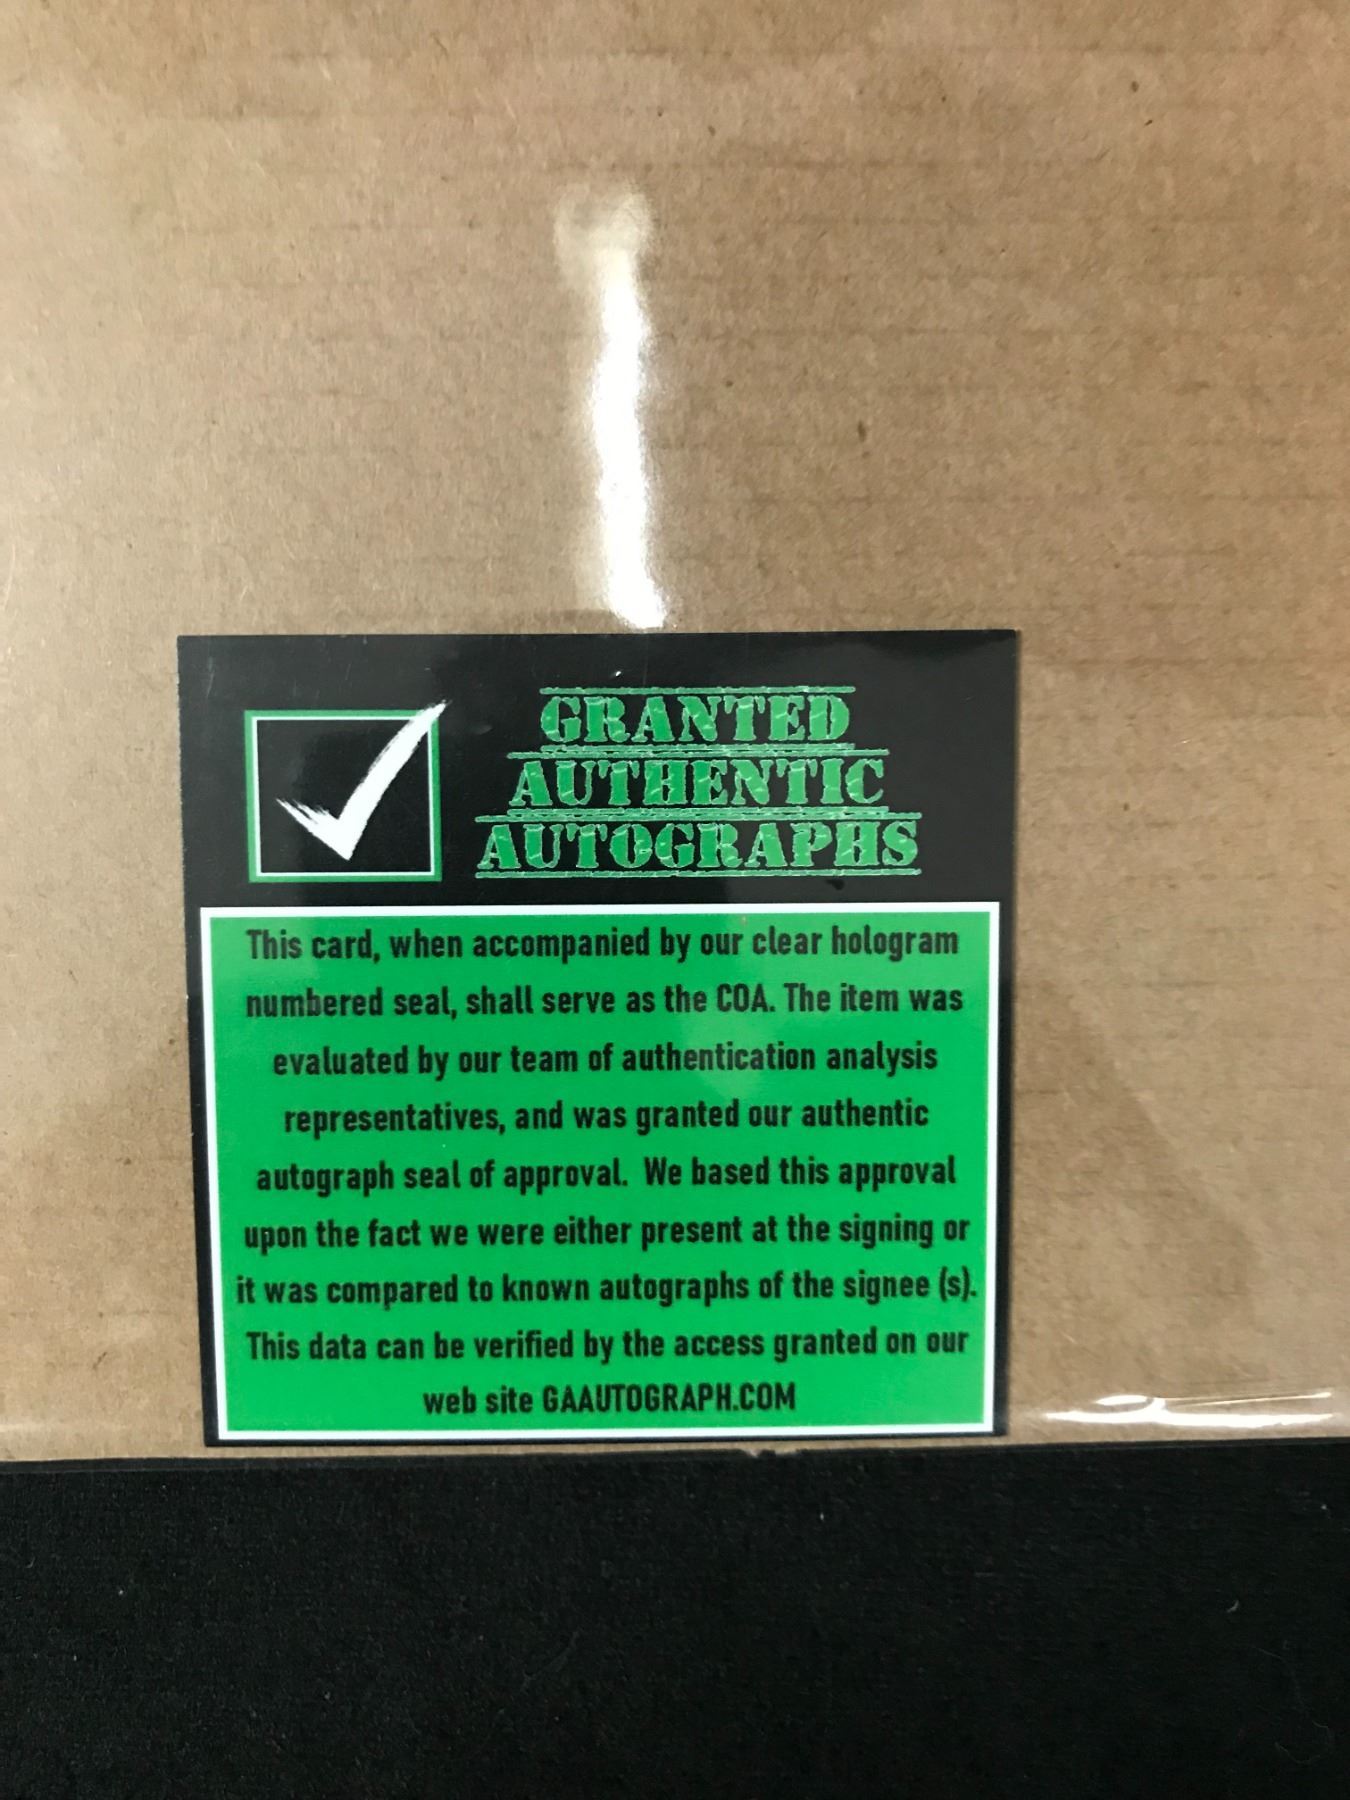 GRANTED
AUTHENTIC
AUTOGRAPHS
This card, when accompanied by our clear hologram
numbered seal, shall serve as the COA. The item was
evaluated by our team of authentication analysis
representatives, and was granted our authentic
autograph seal of approval. We based this approval
upon the fact we were either present at the signing or
it was compared to known autographs of the signee (s).
This data can be verified by the access granted on our
web site GAAUTOGRAPH.COM